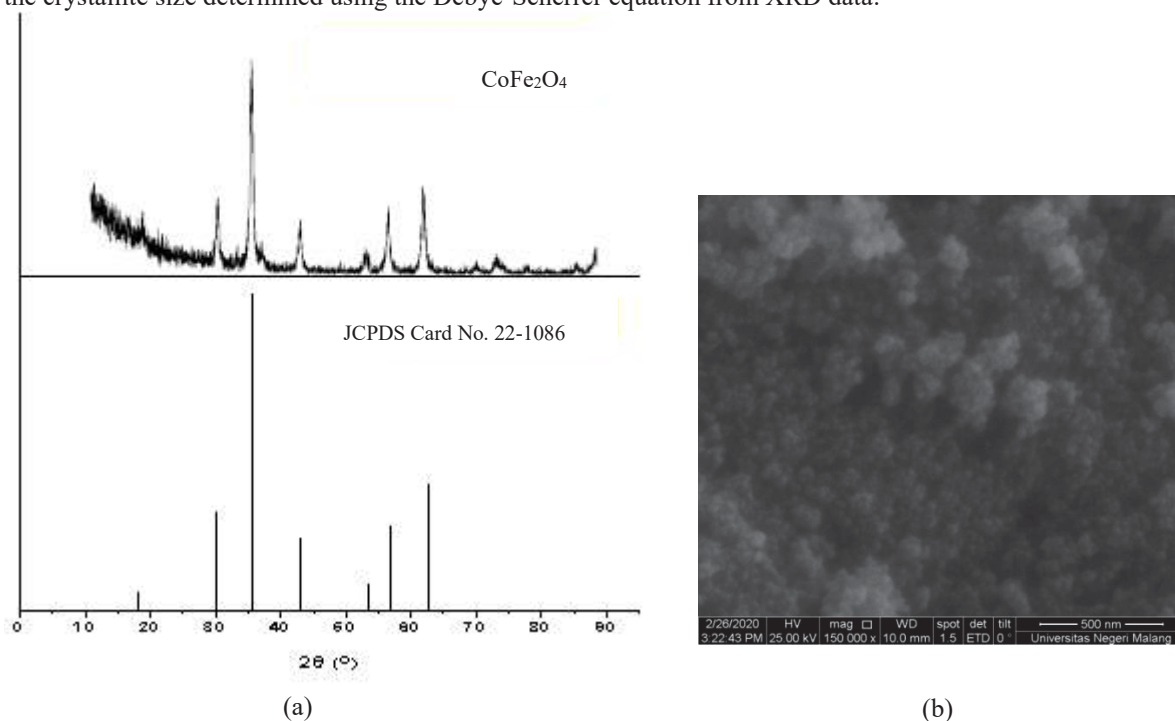 the crystallite size determined using the Debye-Scherrer equation from XRD data.
CoFe₂O₄
JCPDS Card No. 22-1086
0 10 20 30 40 50 60 70 80 90
2θ (°)
(a)
2/26/2020 HV mag □ WD spot det tilt 500 nm
3:22:43 PM 25.00 kV 150 000 x 10.0 mm 1.5 ETD 0° Universitas Negeri Malang
(b)